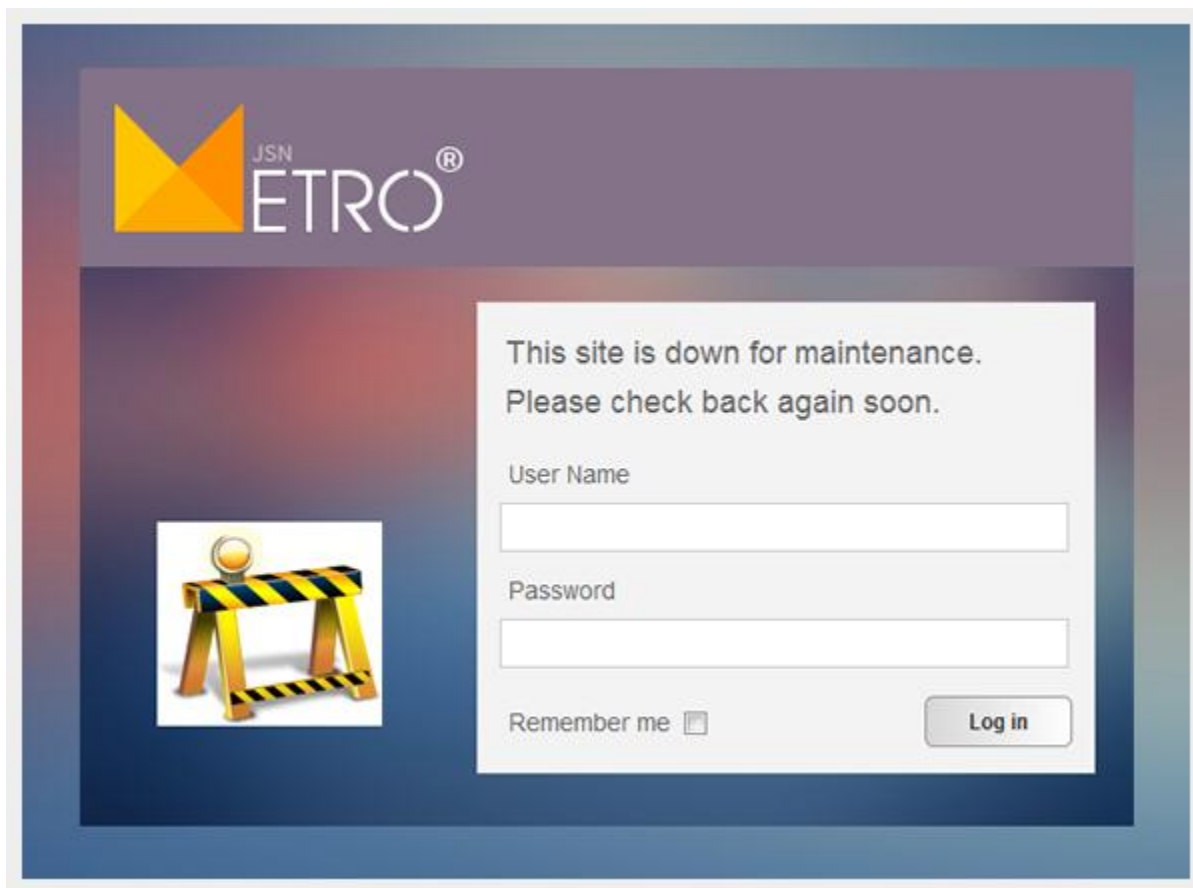 JSN
METRO®
This site is down for maintenance.
Please check back again soon.
User Name
Password
Remember me
Log in